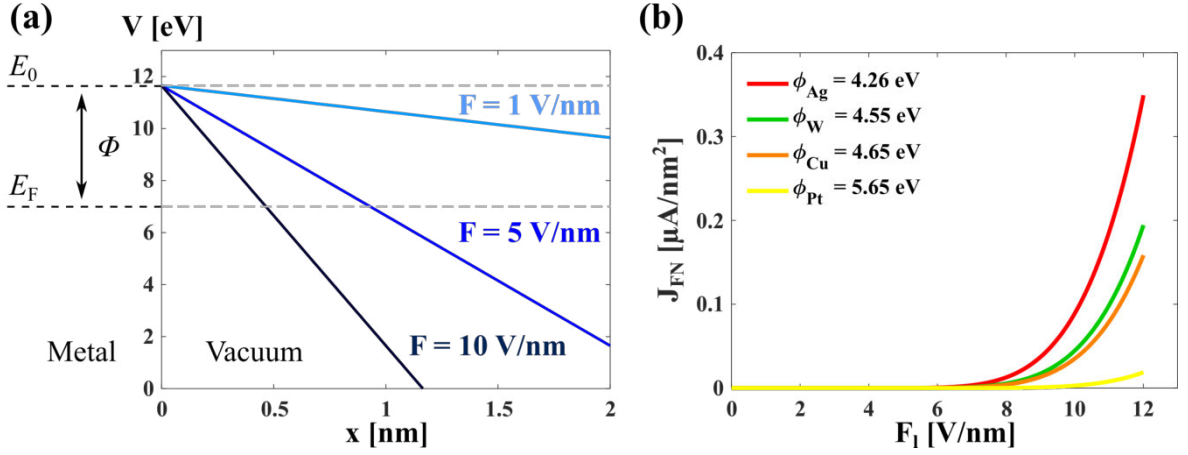 (a)
V [eV]
12
10
8
6
4
2
0
E0
Φ
EF
F = 1 V/nm
F = 5 V/nm
F = 10 V/nm
Metal
Vacuum
0
0.5
1
1.5
2
x [nm]
(b)
JFN [µA/nm²]
0.4
0.3
0.2
0.1
0
ϕAg = 4.26 eV
ϕW = 4.55 eV
ϕCu = 4.65 eV
ϕPt = 5.65 eV
0
2
4
6
8
10
12
Fl [V/nm]